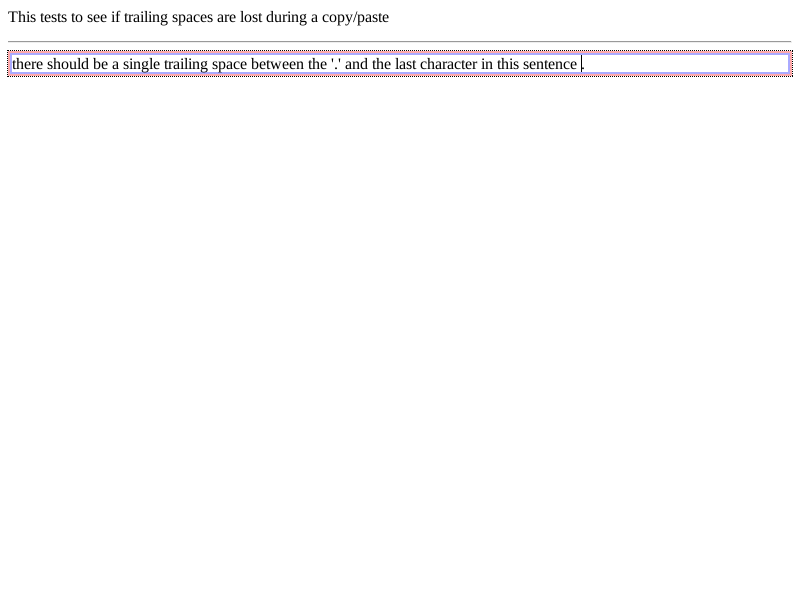 This tests to see if trailing spaces are lost during a copy/paste
there should be a single trailing space between the '.' and the last character in this sentence .